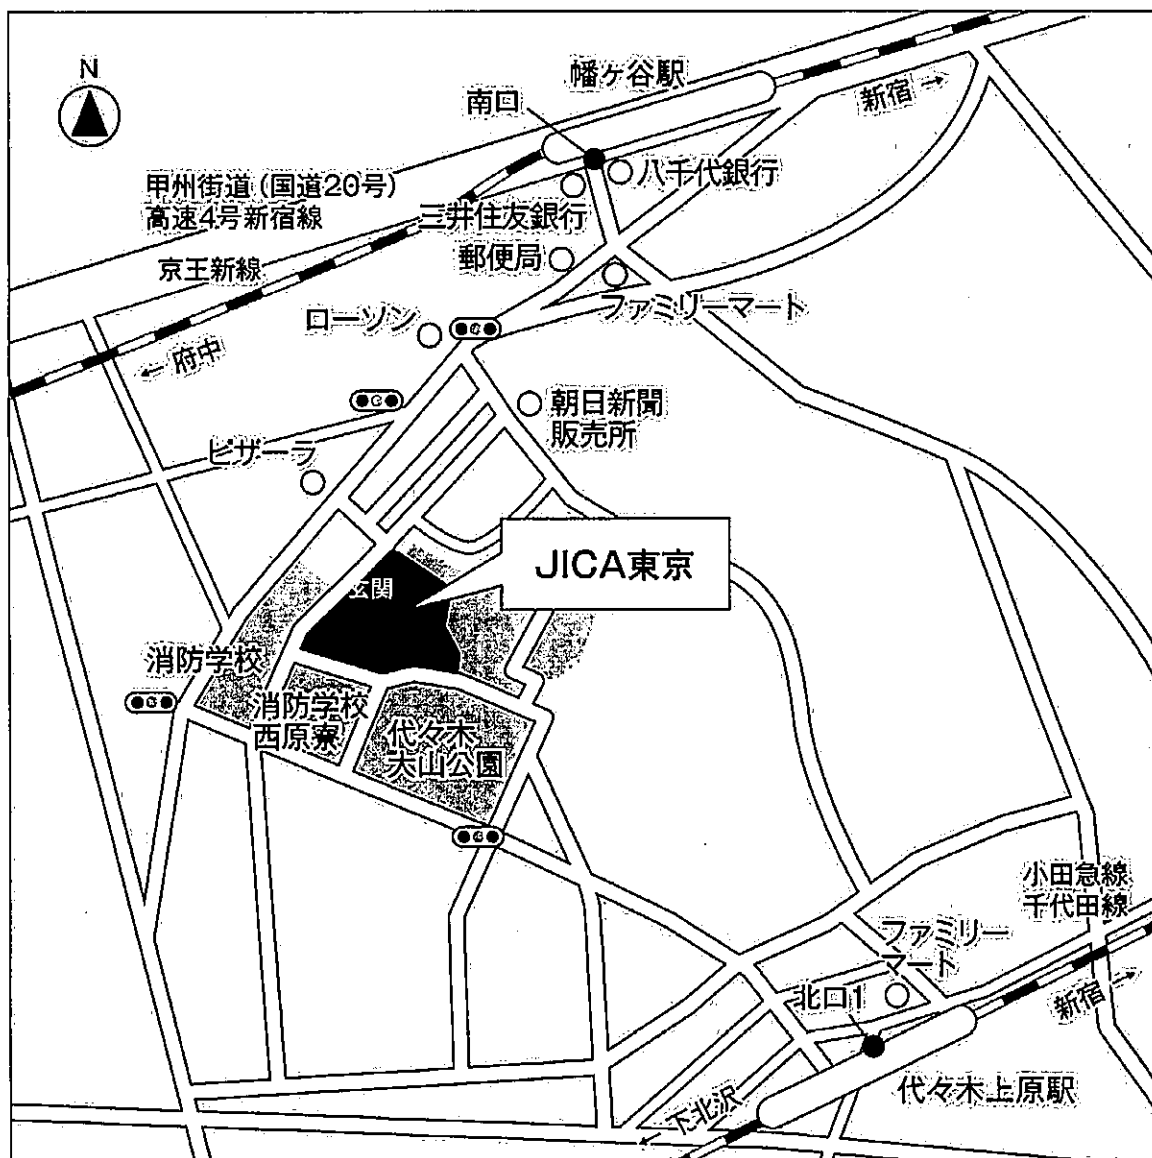 N
幡ヶ谷駅
南口
新宿 →
八千代銀行
甲州街道(国道20号)
高速4号新宿線
三井住友銀行
郵便局
京王新線
ファミリーマート
ローソン
← 府中
朝日新聞
販売所
ピザーラ
JICA東京
玄関
消防学校
消防学校
西原寮
代々木
大山公園
小田急線
千代田線
ファミリー
マート
北口1
新宿 →
代々木上原駅
← 下北沢